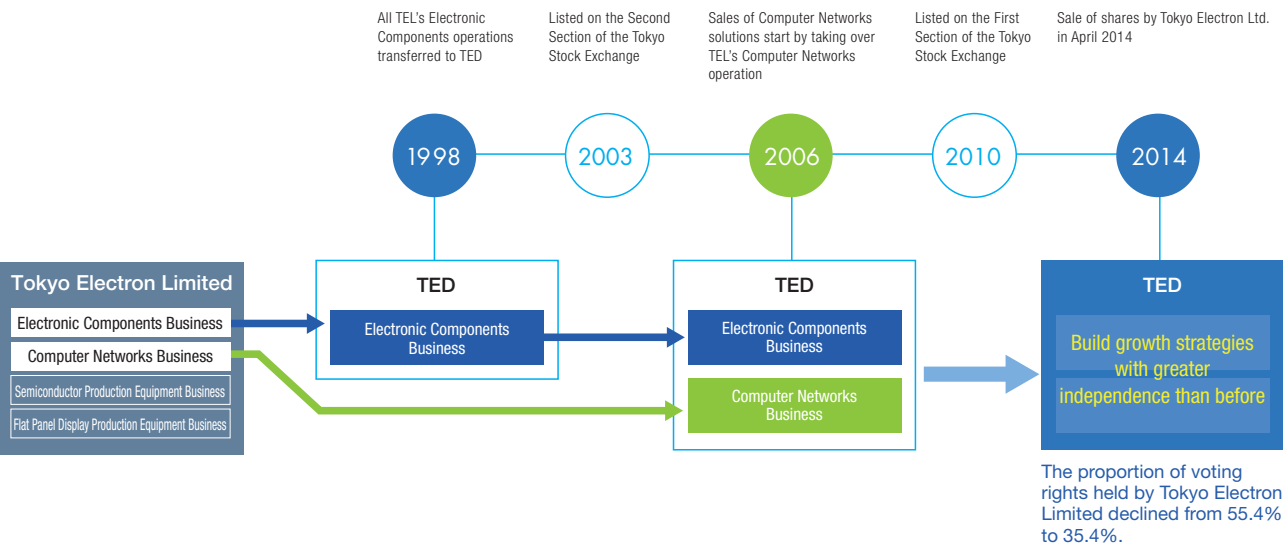 All TEL's Electronic
Components operations
transferred to TED
Listed on the Second
Section of the Tokyo
Stock Exchange
Sales of Computer Networks
solutions start by taking over
TEL's Computer Networks
operation
Listed on the First
Section of the Tokyo
Stock Exchange
Sale of shares by Tokyo Electron Ltd.
in April 2014
1998
2003
2006
2010
2014
Tokyo Electron Limited
Electronic Components Business
Computer Networks Business
Semiconductor Production Equipment Business
Flat Panel Display Production Equipment Business
TED
Electronic Components
Business
TED
Electronic Components
Business
Computer Networks
Business
TED
Build growth strategies
with greater
independence than before
The proportion of voting
rights held by Tokyo Electron
Limited declined from 55.4%
to 35.4%.